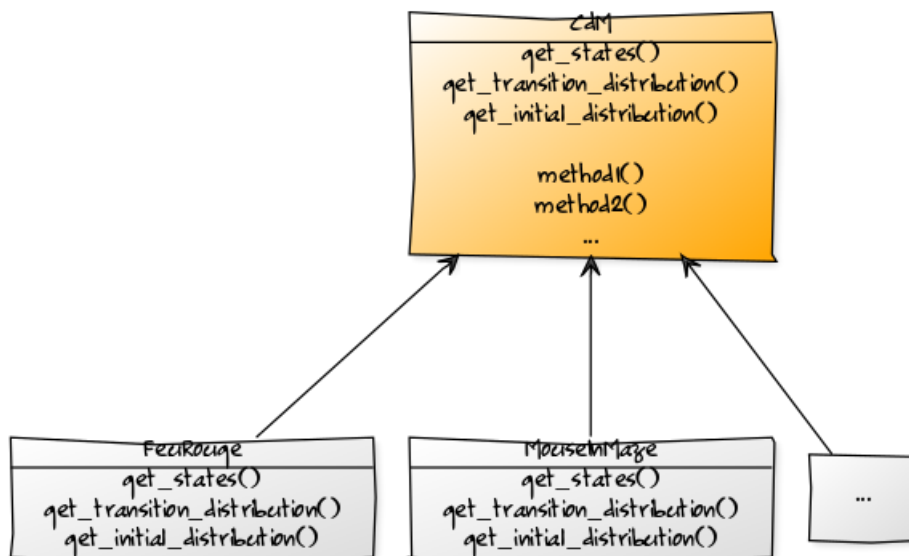 CdM
get_states()
get_transition_distribution()
get_initial_distribution()
method1()
method2()
...
FeuRouge
get_states()
get_transition_distribution()
get_initial_distribution()
MouseInMaze
get_states()
get_transition_distribution()
get_initial_distribution()
...